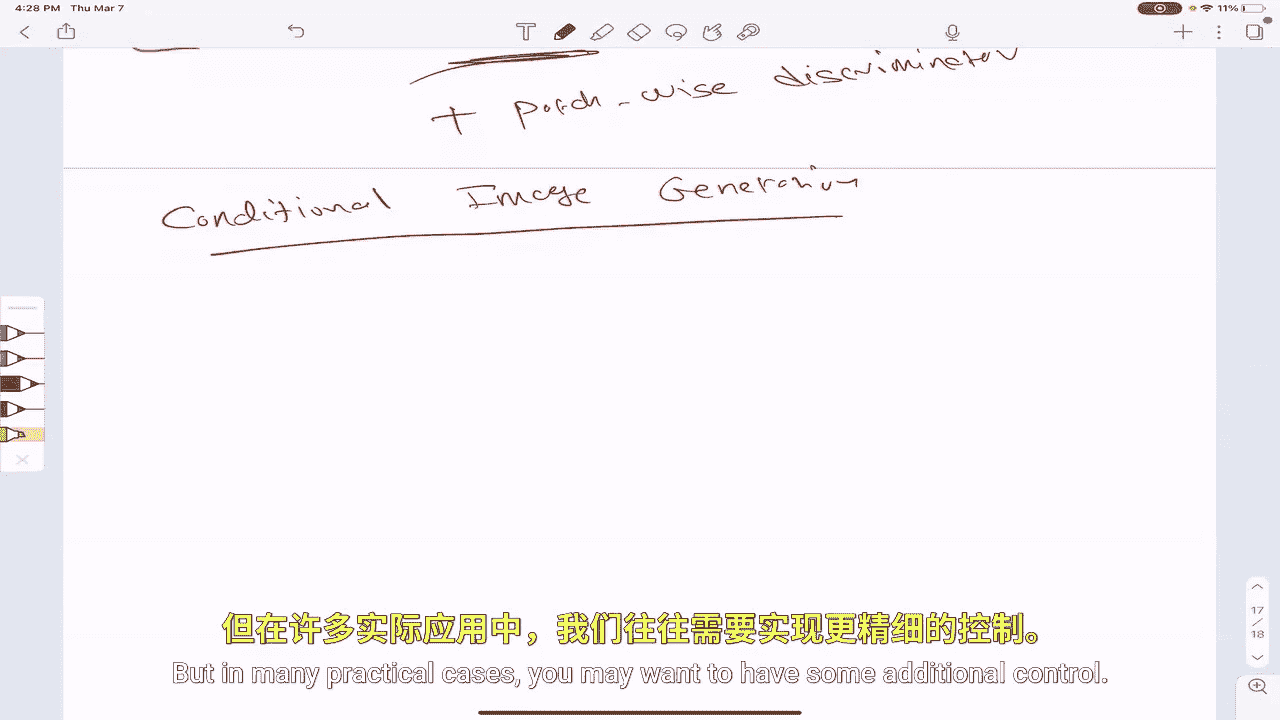 4:28 PM Thu Mar 7
11%
T
+ patch-wise discriminator
Conditional Image Generation
17
/
18
但在许多实际应用中，我们往往需要实现更精细的控制。
But in many practical cases, you may want to have some additional control.